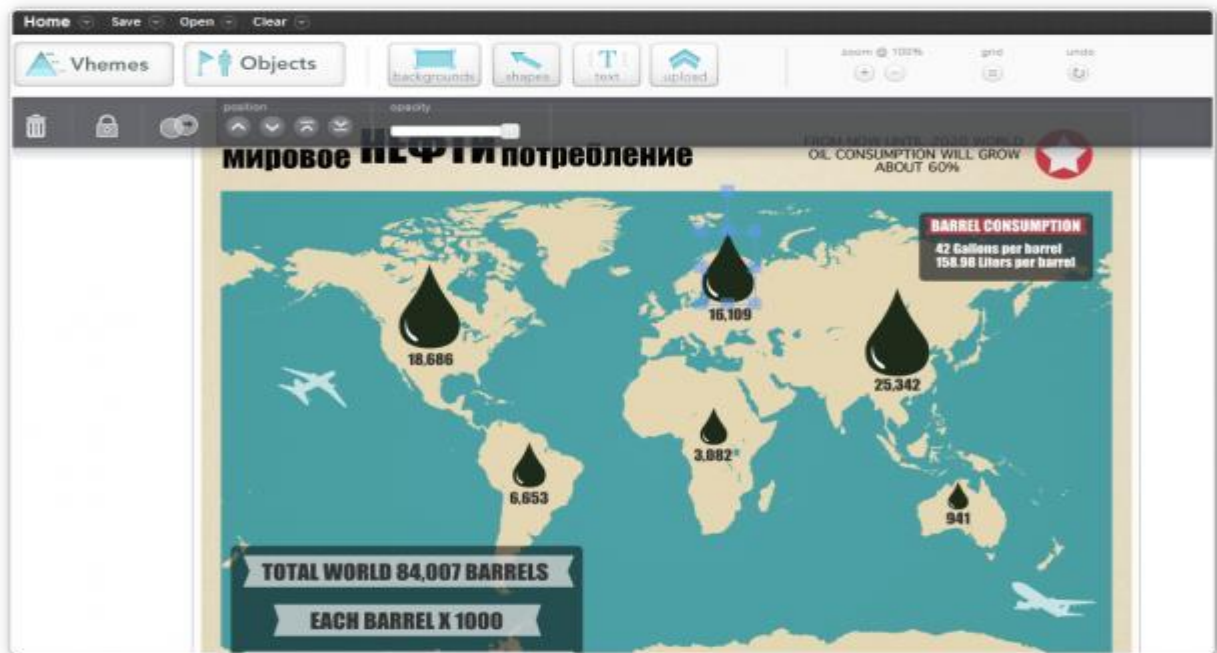 Home Save Open Clear
Vhemes Objects backgrounds shapes text upload zoom @ 100% grid undo
position opacity
мировое НЕФТИ потребление
FROM NOW UNTIL 2020 WORLD
OIL CONSUMPTION WILL GROW
ABOUT 60%
BARREL CONSUMPTION
42 Gallons per barrel
158.98 Liters per barrel
16,109
18,686
25,342
3,082
6,653
941
TOTAL WORLD 84,007 BARRELS
EACH BARREL X 1000